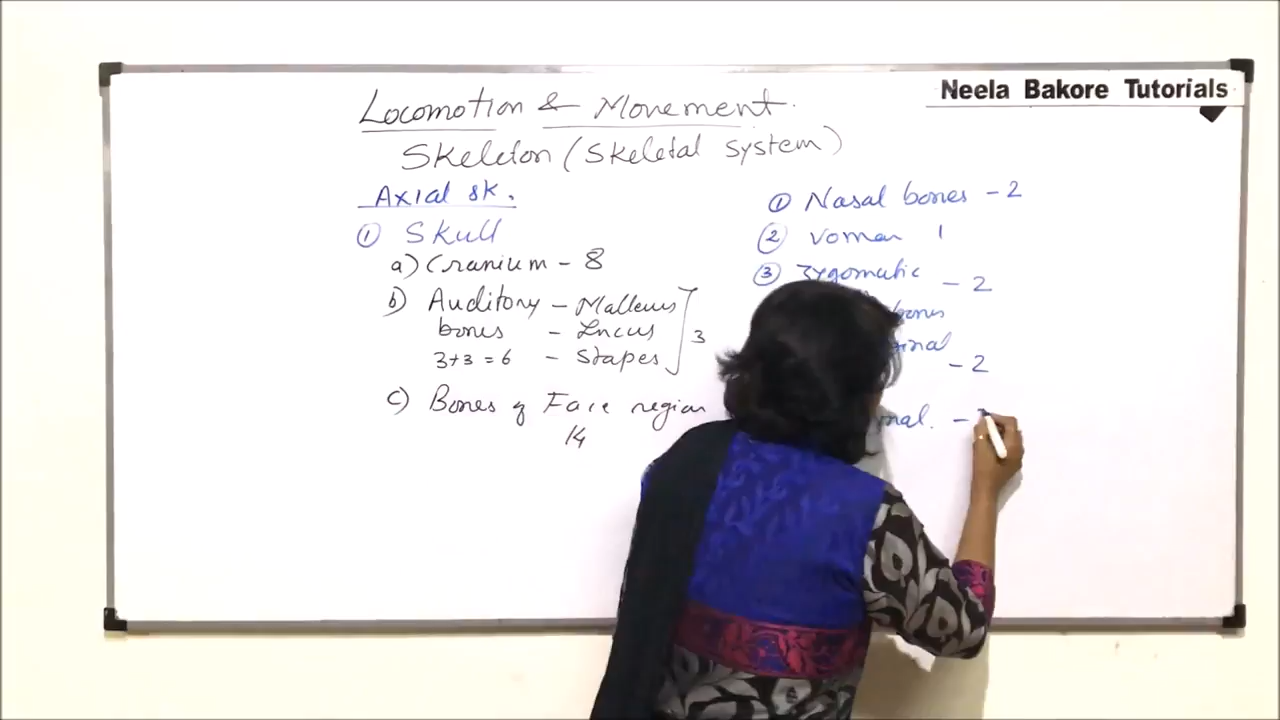 Neela Bakore Tutorials
Locomotion & Movement
Skeleton (Skeletal system)
Axial sk.
① Skull
a) Cranium - 8
b) Auditory - Malleus
bones - Incus
3+3=6 - Stapes
3
c) Bones of Face region
14
① Nasal bones - 2
② Vomer 1
③ Zygomatic
- 2
bones
- 2